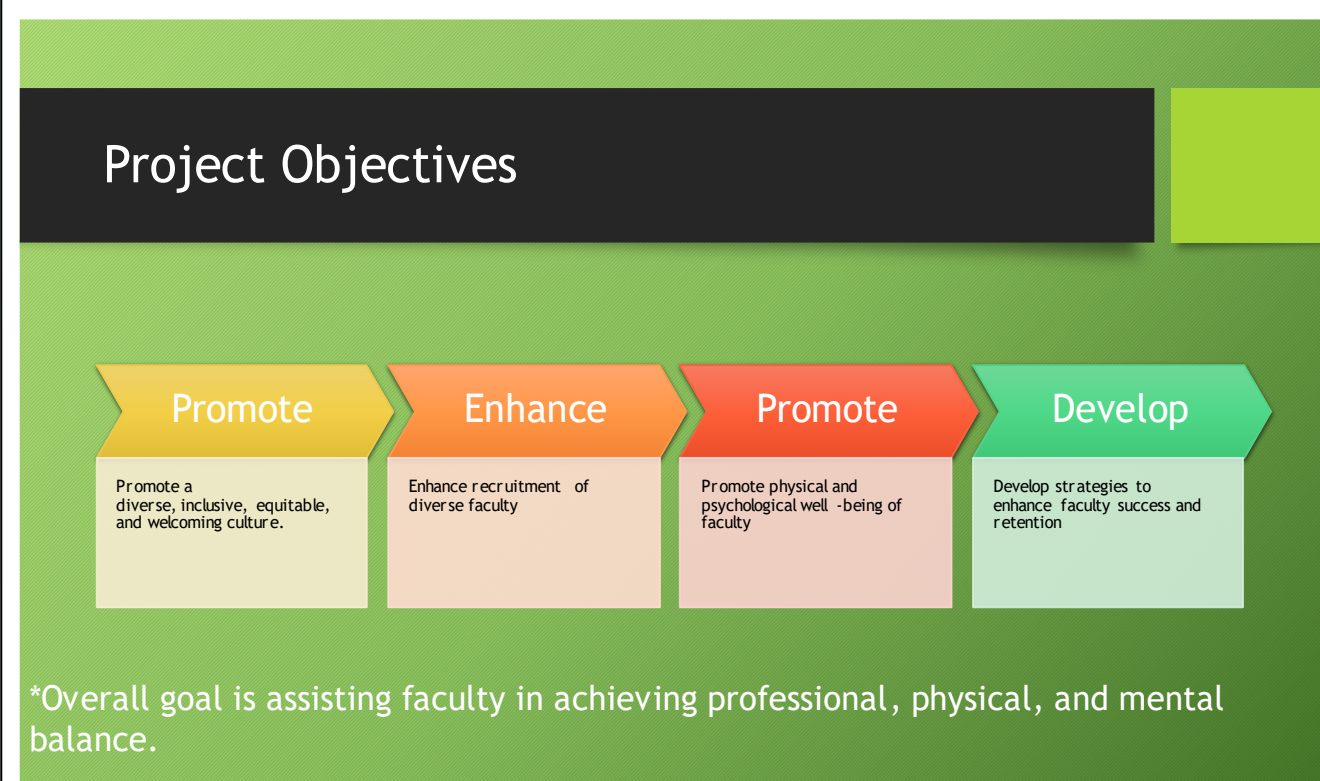 Project Objectives
Promote
Promote a
diverse, inclusive, equitable,
and welcoming culture.
Enhance
Enhance recruitment of
diverse faculty
Promote
Promote physical and
psychological well -being of
faculty
Develop
Develop strategies to
enhance faculty success and
retention
*Overall goal is assisting faculty in achieving professional, physical, and mental
balance.